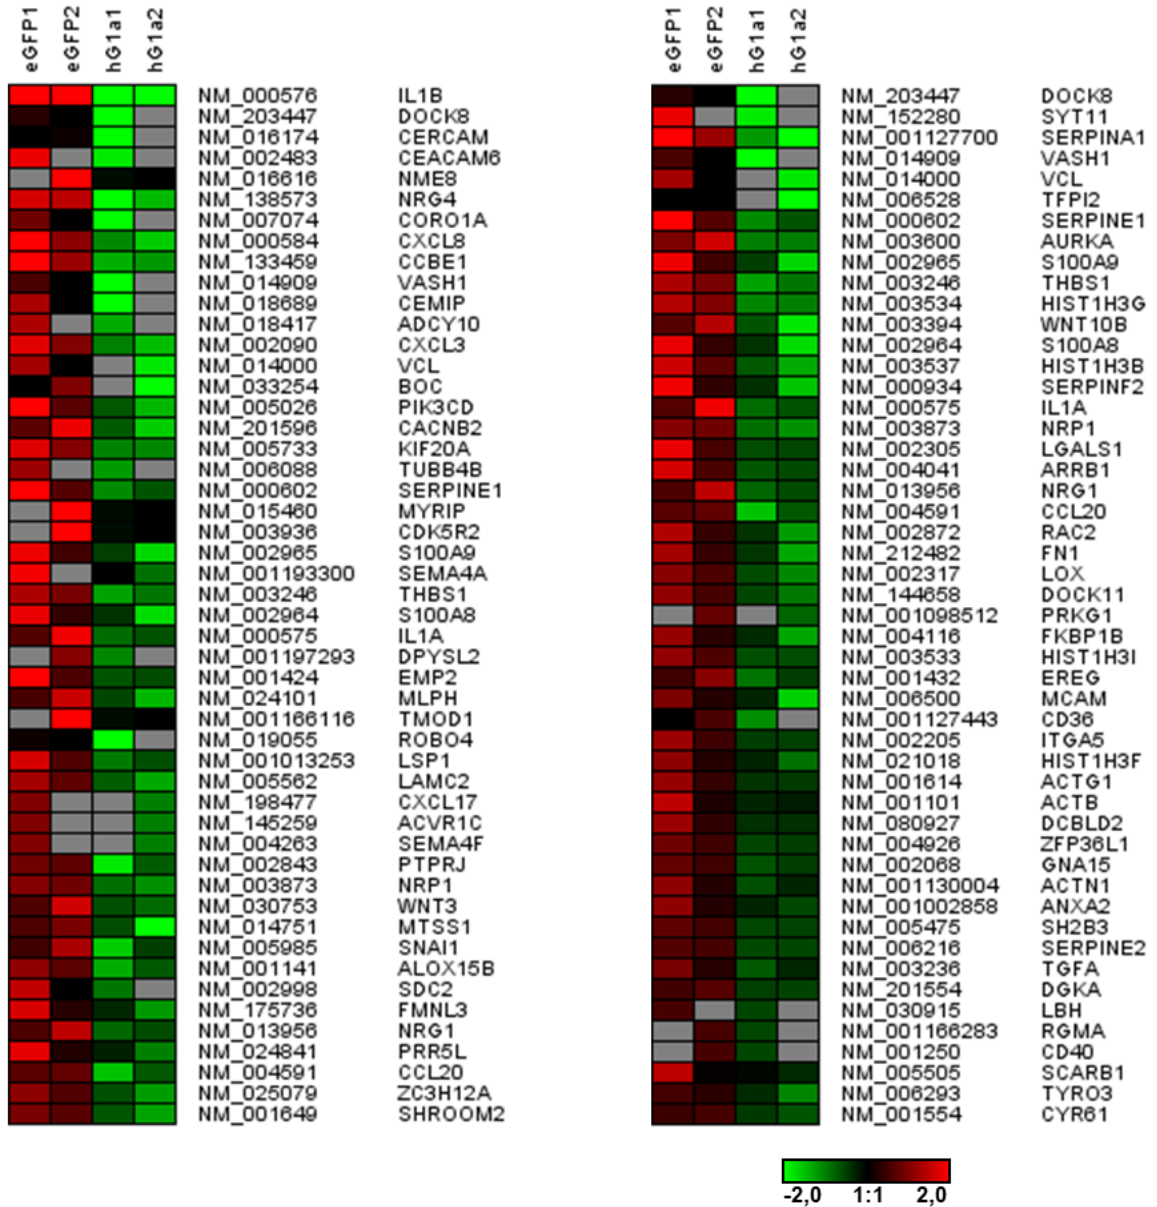 eGFP1 eGFP2 hG1a1 hG1a2
NM_000576 IL1B
NM_203447 DOCK8
NM_016174 CERCAM
NM_002483 CEACAM6
NM_016616 NME8
NM_138573 NRG4
NM_007074 CORO1A
NM_000584 CXCL8
NM_133459 CCBE1
NM_014909 VASH1
NM_018689 CEMIP
NM_018417 ADCY10
NM_002090 CXCL3
NM_014000 VCL
NM_033254 BOC
NM_005026 PIK3CD
NM_201596 CACNB2
NM_005733 KIF20A
NM_006088 TUBB4B
NM_000602 SERPINE1
NM_015460 MYRIP
NM_003936 CDK5R2
NM_002965 S100A9
NM_001193300 SEMA4A
NM_003246 THBS1
NM_002964 S100A8
NM_000575 IL1A
NM_001197293 DPYSL2
NM_001424 EMP2
NM_024101 MLPH
NM_001166116 TMOD1
NM_019055 ROBO4
NM_001013253 LSP1
NM_005562 LAMC2
NM_198477 CXCL17
NM_145259 ACVR1C
NM_004263 SEMA4F
NM_002843 PTPRJ
NM_003873 NRP1
NM_030753 WNT3
NM_014751 MTSS1
NM_005985 SNAI1
NM_001141 ALOX15B
NM_002998 SDC2
NM_175736 FMNL3
NM_013956 NRG1
NM_024841 PRR5L
NM_004591 CCL20
NM_025079 ZC3H12A
NM_001649 SHROOM2
eGFP1 eGFP2 hG1a1 hG1a2
NM_203447 DOCK8
NM_152280 SYT11
NM_001127700 SERPINA1
NM_014909 VASH1
NM_014000 VCL
NM_006528 TFPI2
NM_000602 SERPINE1
NM_003600 AURKA
NM_002965 S100A9
NM_003246 THBS1
NM_003534 HIST1H3G
NM_003394 WNT10B
NM_002964 S100A8
NM_003537 HIST1H3B
NM_000934 SERPINF2
NM_000575 IL1A
NM_003873 NRP1
NM_002305 LGALS1
NM_004041 ARRB1
NM_013956 NRG1
NM_004591 CCL20
NM_002872 RAC2
NM_212482 FN1
NM_002317 LOX
NM_144658 DOCK11
NM_001098512 PRKG1
NM_004116 FKBP1B
NM_003533 HIST1H3I
NM_001432 EREG
NM_006500 MCAM
NM_001127443 CD36
NM_002205 ITGA5
NM_021018 HIST1H3F
NM_001614 ACTG1
NM_001101 ACTB
NM_080927 DCBLD2
NM_004926 ZFP36L1
NM_002068 GNA15
NM_001130004 ACTN1
NM_001002858 ANXA2
NM_005475 SH2B3
NM_006216 SERPINE2
NM_003236 TGFA
NM_201554 DGKA
NM_030915 LBH
NM_001166283 RGMA
NM_001250 CD40
NM_005505 SCARB1
NM_006293 TYRO3
NM_001554 CYR61
-2,0 1:1 2,0